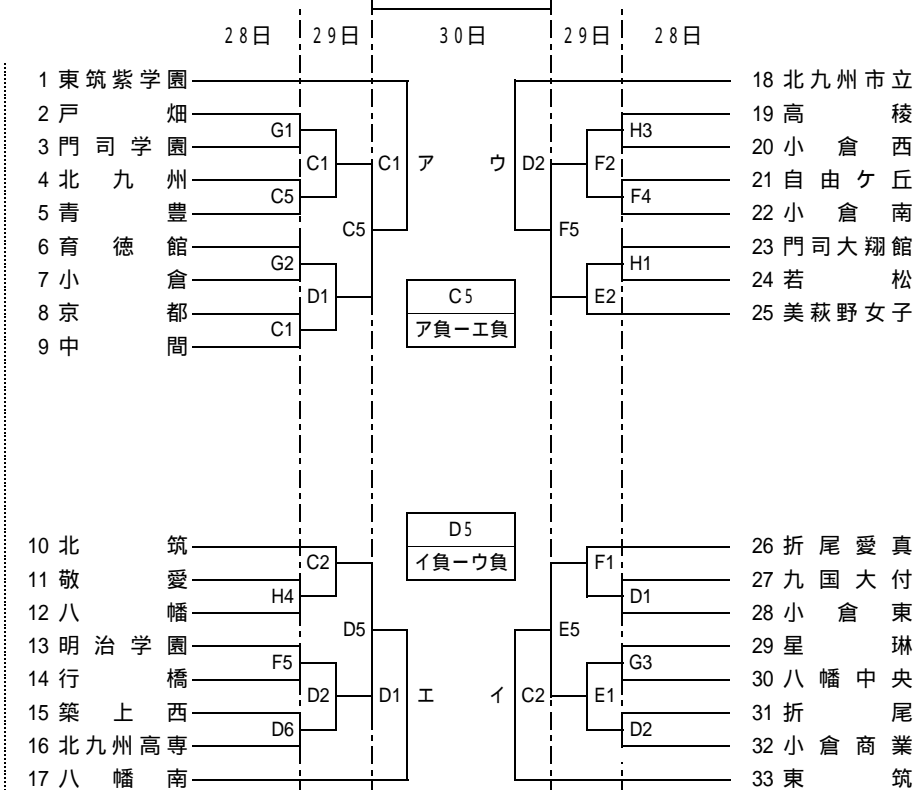 28日 29日 30日 29日 28日
1 東筑紫学園
2 戸畑
G1
3 門司学園
C1
4 北九州
C5
5 青豊
C5
6 育徳館
G2
7 小倉
D1
8 京都
C1
9 中間
C1 ア
ウ D2
18 北九州市立
19 高稜
H3
20 小倉西
F2
21 自由ケ丘
F4
22 小倉南
F5
23 門司大翔館
H1
24 若松
E2
25 美萩野女子
C5
ア負ーエ負
10 北筑
C2
11 敬愛
H4
12 八幡
D5
13 明治学園
F5
14 行橋
D2
15 築上西
D6
16 北九州高専
17 八幡南
D1 エ
D5
イ負ーウ負
イ C2
26 折尾愛真
F1
27 九国大付
D1
28 小倉東
E5
29 星琳
G3
30 八幡中央
E1
31 折尾
D2
32 小倉商業
33 東筑